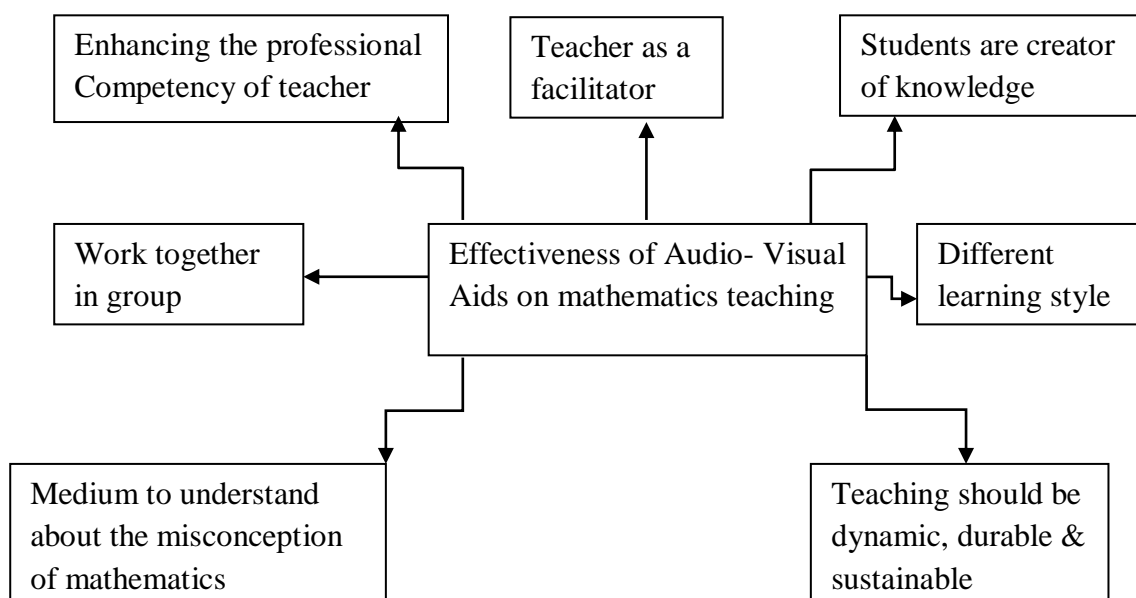 Enhancing the professional
Competency of teacher
Teacher as a
facilitator
Students are creator
of knowledge
Work together
in group
Effectiveness of Audio- Visual
Aids on mathematics teaching
Different
learning style
Medium to understand
about the misconception
of mathematics
Teaching should be
dynamic, durable &
sustainable